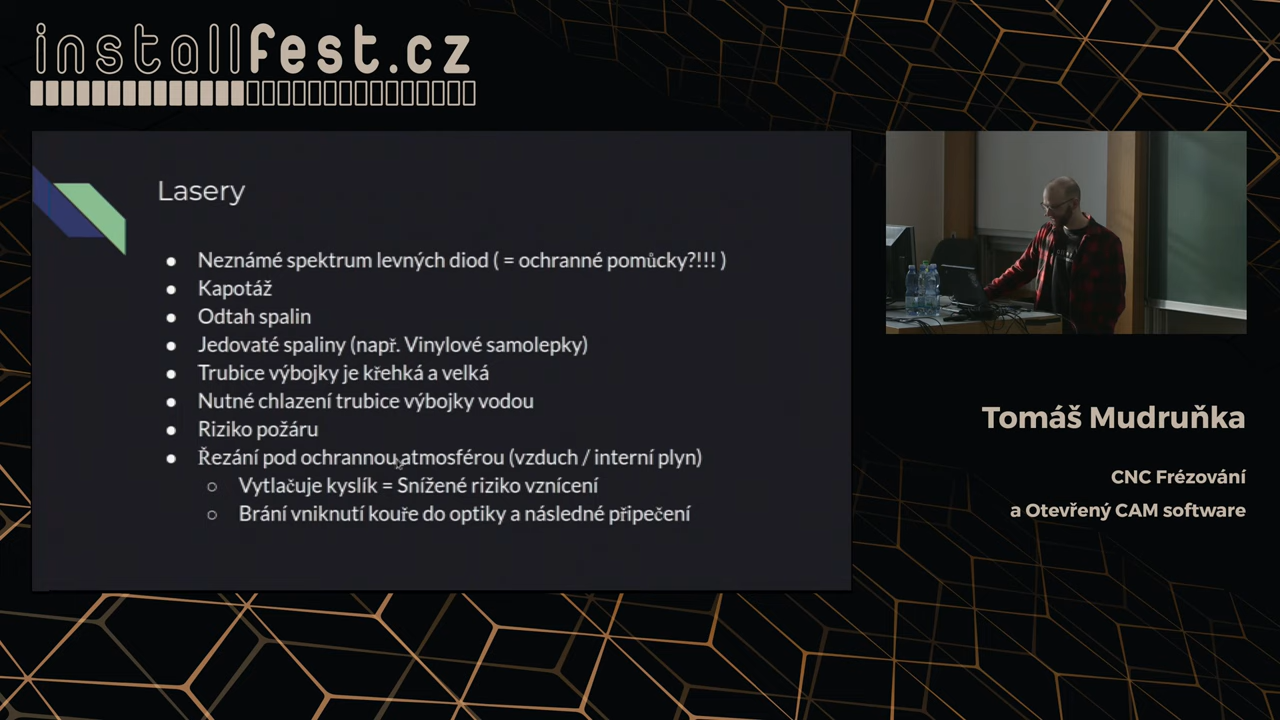 installfest.cz
Lasery
Neznámé spektrum levných diod ( = ochranné pomůcky?!!! )
Kapotáž
Odtah spalin
Jedovaté spaliny (např. Vinylové samolepky)
Trubice výbojky je křehká a velká
Nutné chlazení trubice výbojky vodou
Riziko požáru
Řezání pod ochrannou atmosférou (vzduch / interní plyn)
Vytlačuje kyslík = Snížené riziko vznícení
Brání vniknutí kouře do optiky a následné připečení
Tomáš Mudruňka
CNC Frézování
a Otevřený CAM software